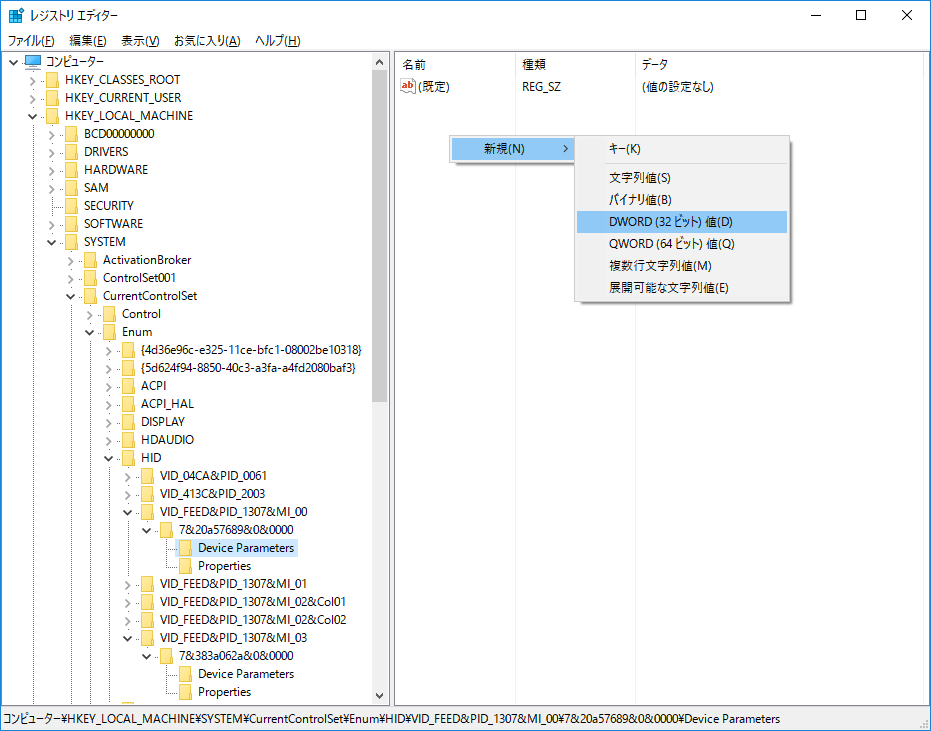 レジストリ エディター
ファイル(F) 編集(E) 表示(V) お気に入り(A) ヘルプ(H)
コンピューター
HKEY_CLASSES_ROOT
HKEY_CURRENT_USER
HKEY_LOCAL_MACHINE
BCD00000000
DRIVERS
HARDWARE
SAM
SECURITY
SOFTWARE
SYSTEM
ActivationBroker
ControlSet001
CurrentControlSet
Control
Enum
{4d36e96c-e325-11ce-bfc1-08002be10318}
{5d624f94-8850-40c3-a3fa-a4fd2080baf3}
ACPI
ACPI_HAL
DISPLAY
HDAUDIO
HID
VID_04CA&PID_0061
VID_413C&PID_2003
VID_FEED&PID_1307&MI_00
7&20a57689&0&0000
Device Parameters
Properties
VID_FEED&PID_1307&MI_01
VID_FEED&PID_1307&MI_02&Col01
VID_FEED&PID_1307&MI_02&Col02
VID_FEED&PID_1307&MI_03
7&383a062a&0&0000
Device Parameters
Properties
名前 種類 データ
ab (既定) REG_SZ (値の設定なし)
新規(N)
キー(K)
文字列値(S)
バイナリ値(B)
DWORD (32 ビット) 値(D)
QWORD (64 ビット) 値(Q)
複数行文字列値(M)
展開可能な文字列値(E)
コンピューター¥HKEY_LOCAL_MACHINE¥SYSTEM¥CurrentControlSet¥Enum¥HID¥VID_FEED&PID_1307&MI_00¥7&20a57689&0&0000¥Device Parameters